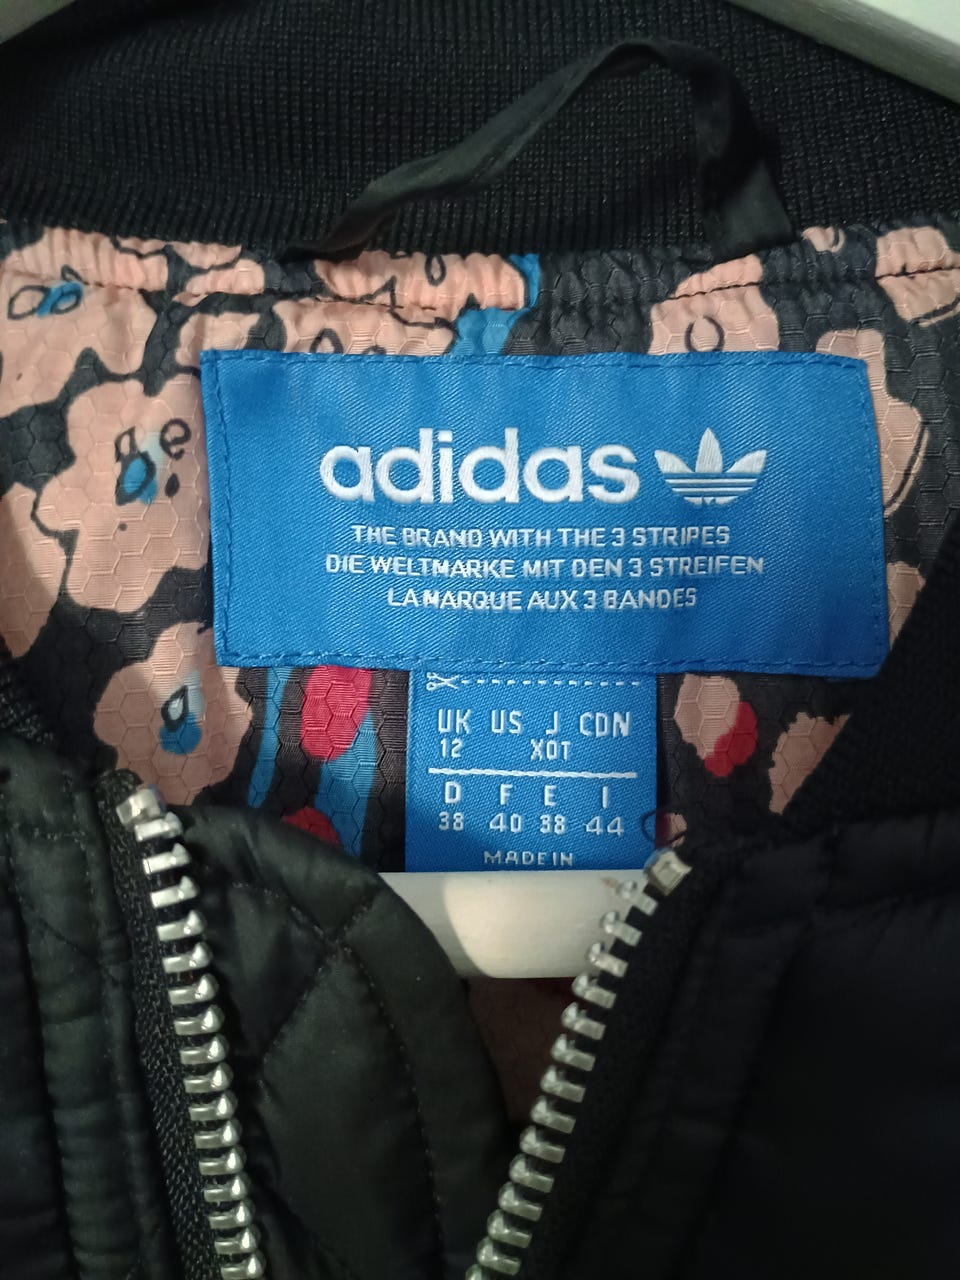 adidas
THE BRAND WITH THE 3 STRIPES
DIE WELTMARKE MIT DEN 3 STREIFEN
LA MARQUE AUX 3 BANDES
UK US J CDN
12 XOT
D F E I
38 40 38 44
MADE IN